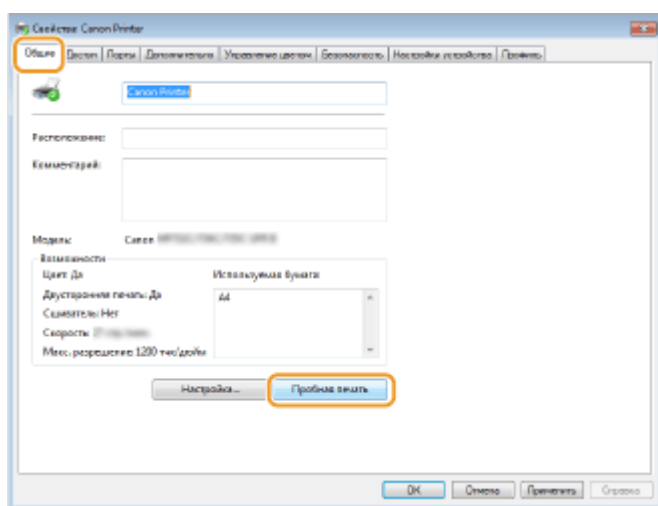 Свойства: Canon Printer
Общие Доступ Порты Дополнительно Управление цветом Безопасность Настройки устройства Профиль
Canon Printer
Расположение:
Комментарий:
Модель: Canon
Возможности
Цвет: Да Используемая бумага:
Двусторонняя печать: Да A4
Сшиватель: Нет
Скорость:
Макс. разрешение: 1200 тчк/дюйм
Настройка... Пробная печать
OK Отмена Применить Справка